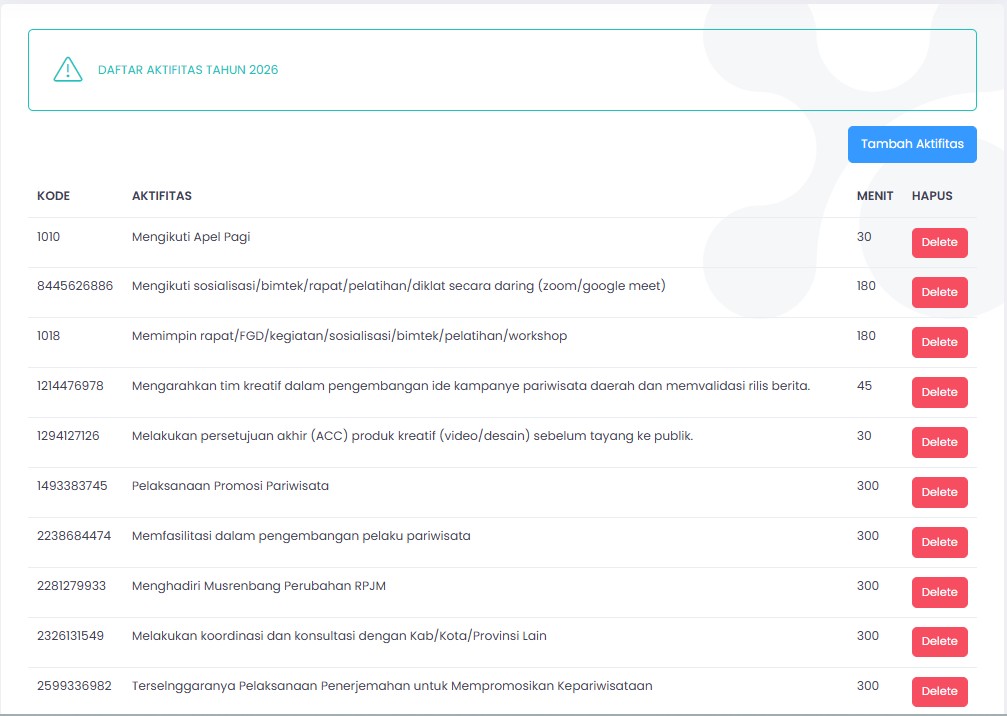 DAFTAR AKTIFITAS TAHUN 2026
Tambah Aktifitas
KODE AKTIFITAS MENIT HAPUS
1010 Mengikuti Apel Pagi 30 Delete
8445626886 Mengikuti sosialisasi/bimtek/rapat/pelatihan/diklat secara daring (zoom/google meet) 180 Delete
1018 Memimpin rapat/FGD/kegiatan/sosialisasi/bimtek/pelatihan/workshop 180 Delete
1214476978 Mengarahkan tim kreatif dalam pengembangan ide kampanye pariwisata daerah dan memvalidasi rilis berita. 45 Delete
1294127126 Melakukan persetujuan akhir (ACC) produk kreatif (video/desain) sebelum tayang ke publik. 30 Delete
1493383745 Pelaksanaan Promosi Pariwisata 300 Delete
2238684474 Memfasilitasi dalam pengembangan pelaku pariwisata 300 Delete
2281279933 Menghadiri Musrenbang Perubahan RPJM 300 Delete
2326131549 Melakukan koordinasi dan konsultasi dengan Kab/Kota/Provinsi Lain 300 Delete
2599336982 Terselnggaranya Pelaksanaan Penerjemahan untuk Mempromosikan Kepariwisataan 300 Delete